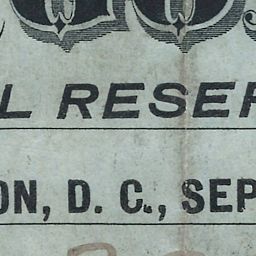 L RESER
ON, D. C., SEP